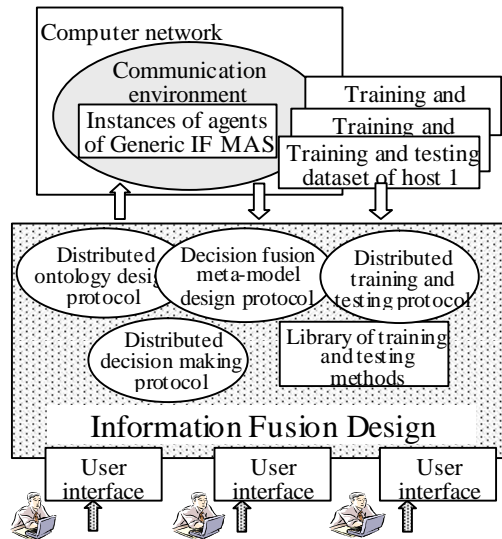 Computer network
Communication
environment
Instances of agents
of Generic IF MAS
Training and
Training and
Training and testing
dataset of host 1
Distributed
ontology design
protocol
Decision fusion
meta-model
design protocol
Distributed
training and
testing protocol
Distributed
decision making
protocol
Library of training
and testing
methods
Information Fusion Design
User
interface
User
interface
User
interface